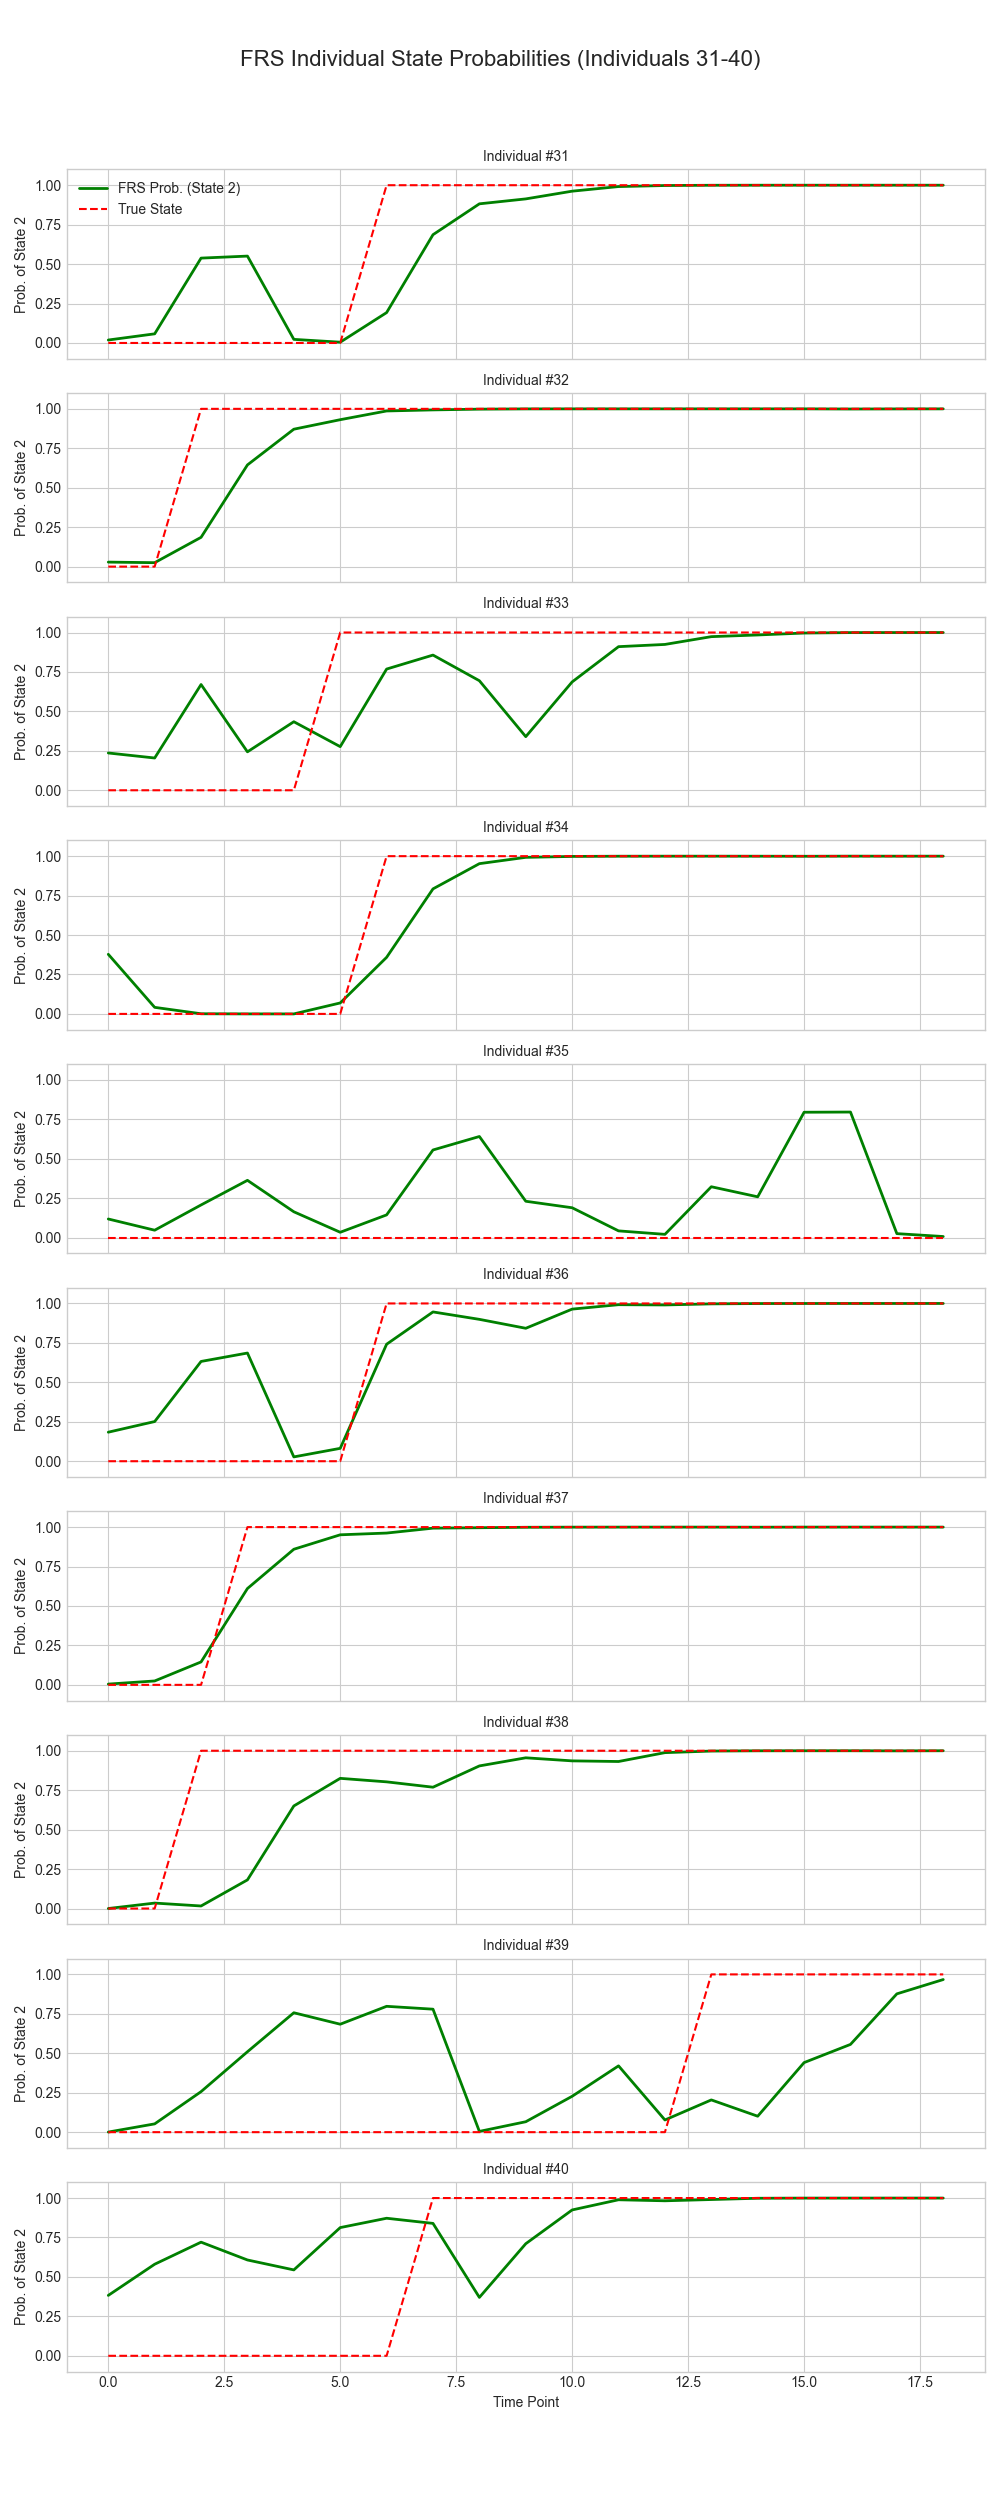 FRS Individual State Probabilities (Individuals 31-40)
Individual #31
FRS Prob. (State 2)
True State
Prob. of State 2
1.00
0.75
0.50
0.25
0.00
Individual #32
Prob. of State 2
1.00
0.75
0.50
0.25
0.00
Individual #33
Prob. of State 2
1.00
0.75
0.50
0.25
0.00
Individual #34
Prob. of State 2
1.00
0.75
0.50
0.25
0.00
Individual #35
Prob. of State 2
1.00
0.75
0.50
0.25
0.00
Individual #36
Prob. of State 2
1.00
0.75
0.50
0.25
0.00
Individual #37
Prob. of State 2
1.00
0.75
0.50
0.25
0.00
Individual #38
Prob. of State 2
1.00
0.75
0.50
0.25
0.00
Individual #39
Prob. of State 2
1.00
0.75
0.50
0.25
0.00
Individual #40
Prob. of State 2
1.00
0.75
0.50
0.25
0.00
0.0 2.5 5.0 7.5 10.0 12.5 15.0 17.5
Time Point